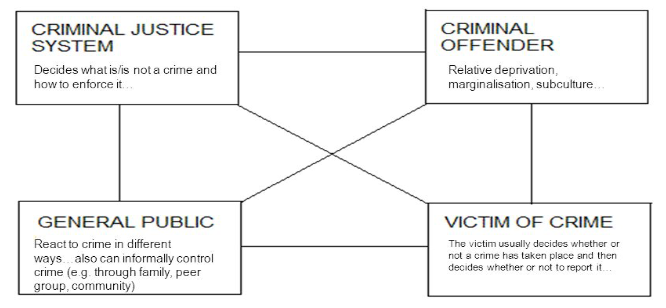 CRIMINAL JUSTICE
SYSTEM
Decides what is/is not a crime and
how to enforce it…
CRIMINAL
OFFENDER
Relative deprivation,
marginalisation, subculture…
GENERAL PUBLIC
React to crime in different
ways…also can informally control
crime (e.g. through family, peer
group, community)
VICTIM OF CRIME
The victim usually decides whether or
not a crime has taken place and then
decides whether or not to report it…